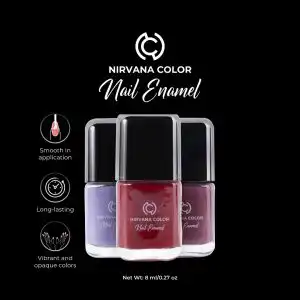 NIRVANA COLOR
Nail Enamel
Smooth in
application
Long-lasting
Vibrant and
opaque colors
NIRVANA COLOR
Nail Enamel
Net Wt: 8 ml/0.27 oz